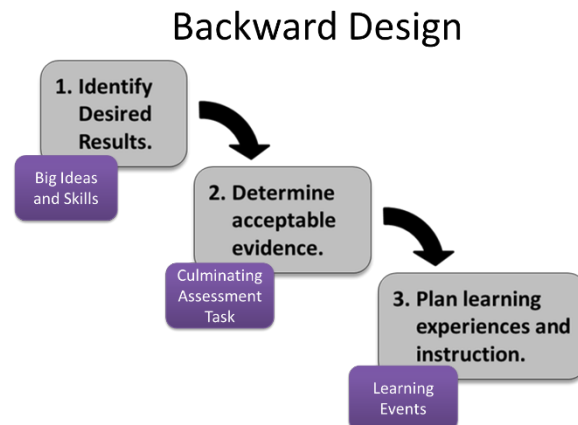 Backward Design
1. Identify
Desired
Results.
Big Ideas
and Skills
2. Determine
acceptable
evidence.
Culminating
Assessment
Task
3. Plan learning
experiences and
instruction.
Learning
Events